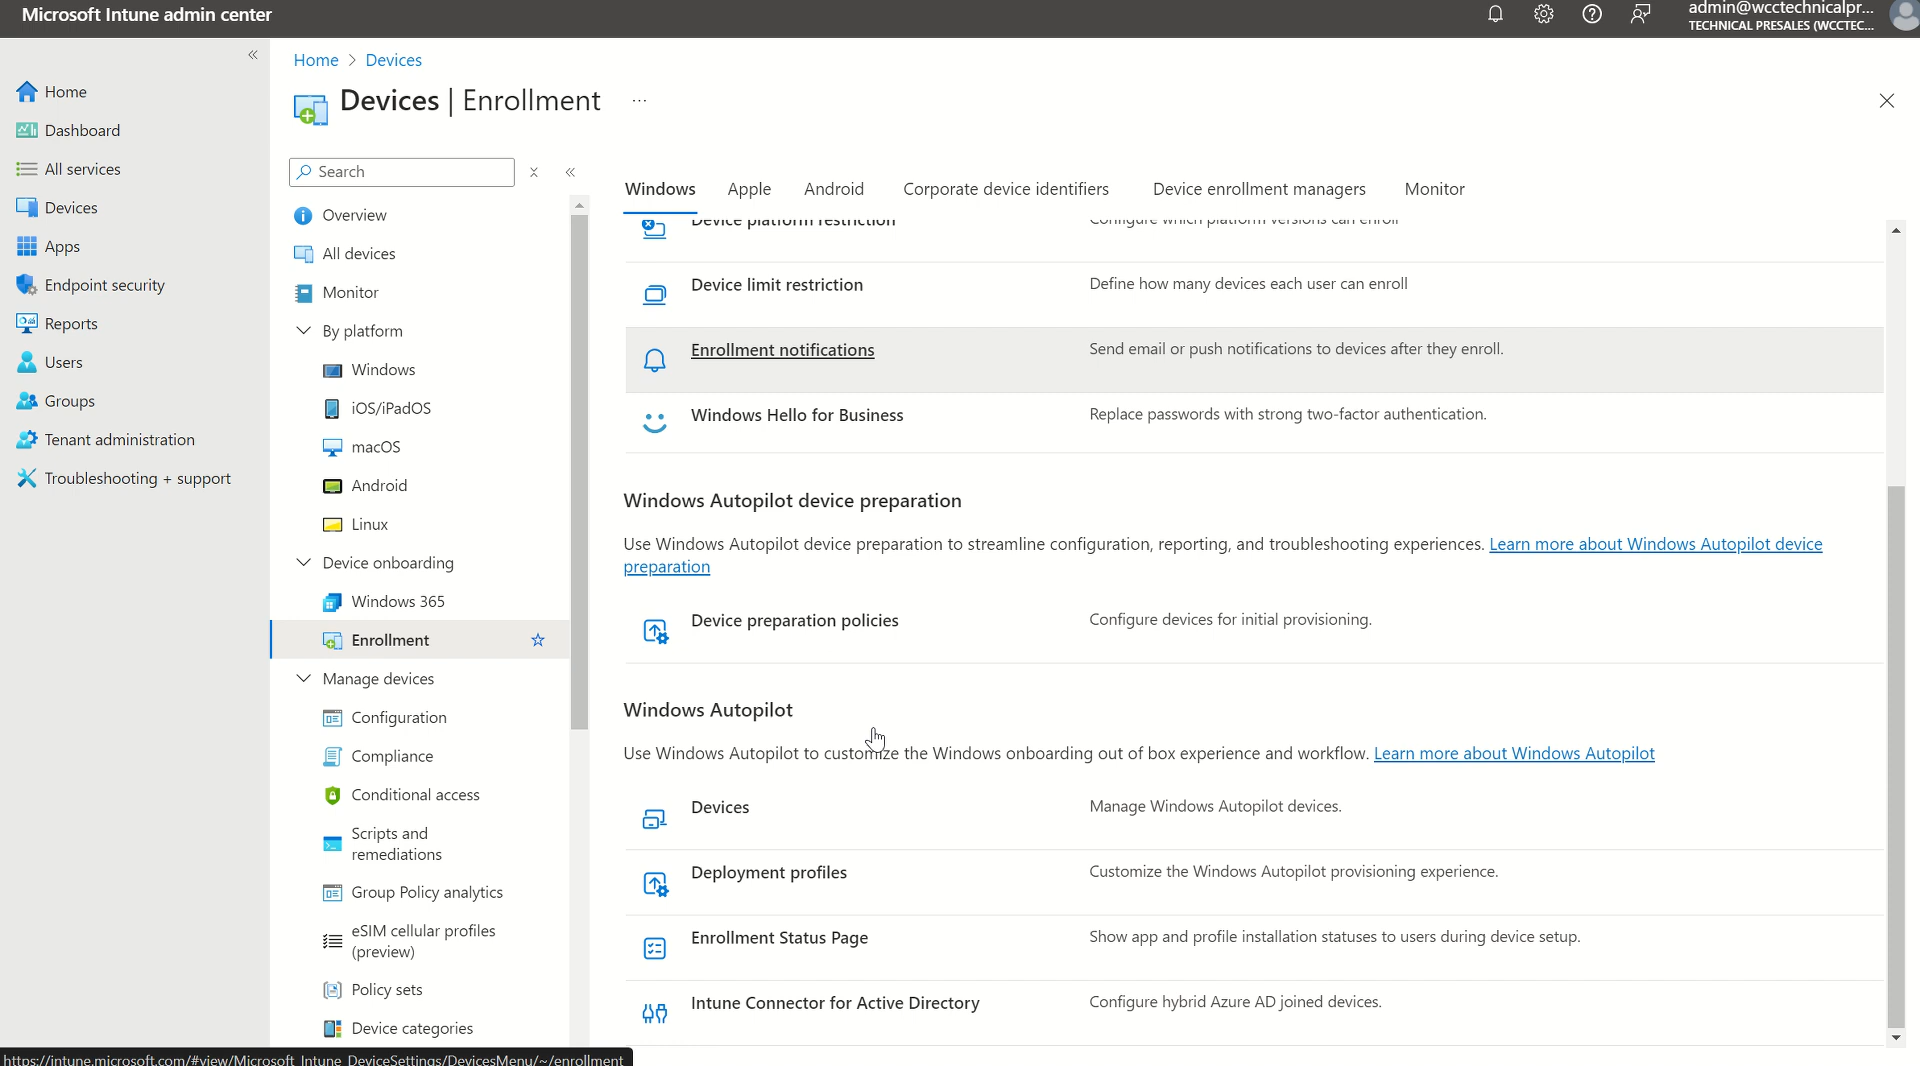 Microsoft Intune admin center
admin@wcctechnicalpr...
TECHNICAL PRESALES (WCCTEC...
Home
Dashboard
All services
Devices
Apps
Endpoint security
Reports
Users
Groups
Tenant administration
Troubleshooting + support
Home > Devices
Devices | Enrollment ...
Search
Overview
All devices
Monitor
By platform
Windows
iOS/iPadOS
macOS
Android
Linux
Device onboarding
Windows 365
Enrollment
Manage devices
Configuration
Compliance
Conditional access
Scripts and
remediations
Group Policy analytics
eSIM cellular profiles
(preview)
Policy sets
Device categories
Windows Apple Android Corporate device identifiers Device enrollment managers Monitor
Device platform restriction Configure which platform versions can enroll
Device limit restriction Define how many devices each user can enroll
Enrollment notifications Send email or push notifications to devices after they enroll.
Windows Hello for Business Replace passwords with strong two-factor authentication.
Windows Autopilot device preparation
Use Windows Autopilot device preparation to streamline configuration, reporting, and troubleshooting experiences. Learn more about Windows Autopilot device
preparation
Device preparation policies Configure devices for initial provisioning.
Windows Autopilot
Use Windows Autopilot to customize the Windows onboarding out of box experience and workflow. Learn more about Windows Autopilot
Devices Manage Windows Autopilot devices.
Deployment profiles Customize the Windows Autopilot provisioning experience.
Enrollment Status Page Show app and profile installation statuses to users during device setup.
Intune Connector for Active Directory Configure hybrid Azure AD joined devices.
https://intune.microsoft.com/#view/Microsoft_Intune_DeviceSettings/DevicesMenu/~/enrollment